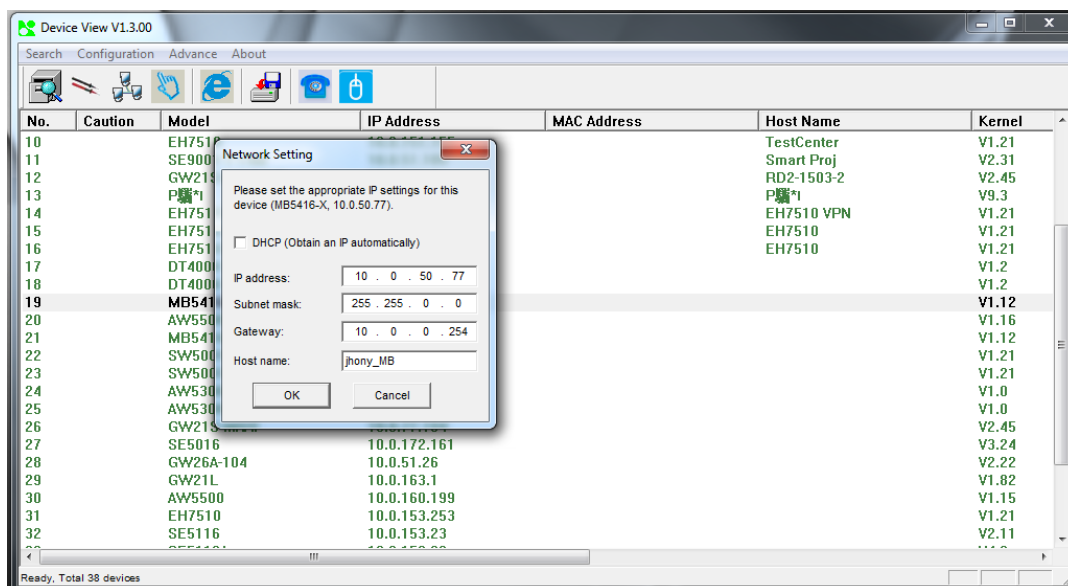 Device View V1.3.00
Search Configuration Advance About
No. Caution Model IP Address MAC Address Host Name Kernel
10 EH7510 TestCenter V1.21
11 SE900 Smart Proj V2.31
12 GW21S RD2-1503-2 V2.45
13 P騷*I P騷*I V9.3
14 EH751 EH7510 VPN V1.21
15 EH751 EH7510 V1.21
16 EH751 EH7510 V1.21
17 DT400 V1.2
18 DT400 V1.2
19 MB541 V1.12
20 AW550 V1.16
21 MB541 V1.12
22 SW500 V1.21
23 SW500 V1.21
24 AW530 V1.0
25 AW530 V1.0
26 GW21S V2.45
27 SE5016 10.0.172.161 V3.24
28 GW26A-104 10.0.51.26 V2.22
29 GW21L 10.0.163.1 V1.82
30 AW5500 10.0.160.199 V1.15
31 EH7510 10.0.153.253 V1.21
32 SE5116 10.0.153.23 V2.11
Network Setting
Please set the appropriate IP settings for this
device (MB5416-X, 10.0.50.77).
DHCP (Obtain an IP automatically)
IP address: 10 . 0 . 50 . 77
Subnet mask: 255 . 255 . 0 . 0
Gateway: 10 . 0 . 0 . 254
Host name: jhony_MB
OK Cancel
Ready, Total 38 devices